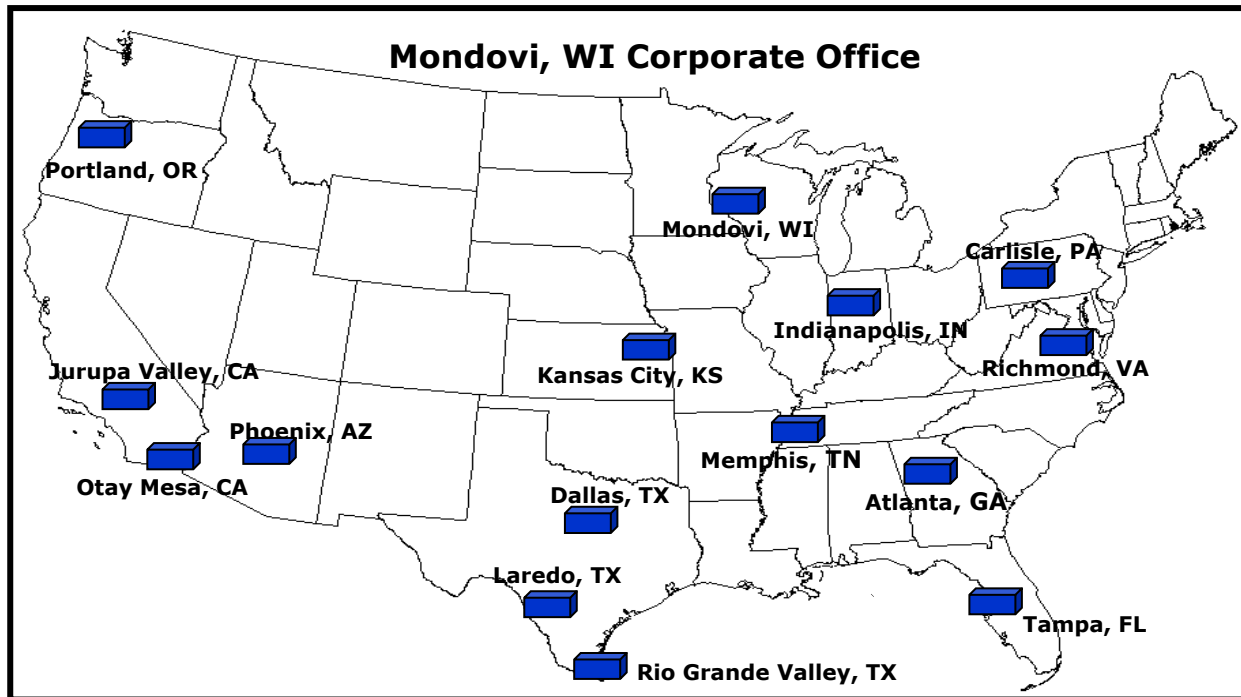 Mondovi, WI Corporate Office
Portland, OR
Mondovi, WI
Carlisle, PA
Indianapolis, IN
Richmond, VA
Jurupa Valley, CA
Kansas City, KS
Phoenix, AZ
Memphis, TN
Otay Mesa, CA
Dallas, TX
Atlanta, GA
Laredo, TX
Tampa, FL
Rio Grande Valley, TX